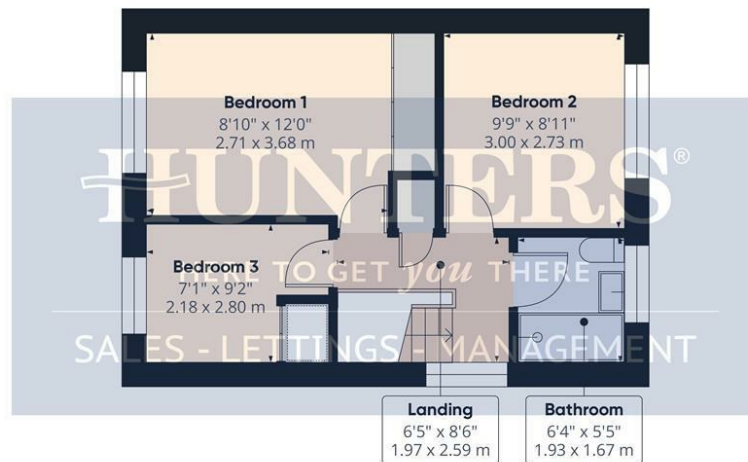 Bedroom 1
8'10" x 12'0"
2.71 x 3.68 m
Bedroom 2
9'9" x 8'11"
3.00 x 2.73 m
HUNTERS®
Bedroom 3
7'1" x 9'2"
2.18 x 2.80 m
HERE TO GET you THERE
SALES - LETTINGS - MANAGEMENT
Landing
6'5" x 8'6"
1.97 x 2.59 m
Bathroom
6'4" x 5'5"
1.93 x 1.67 m